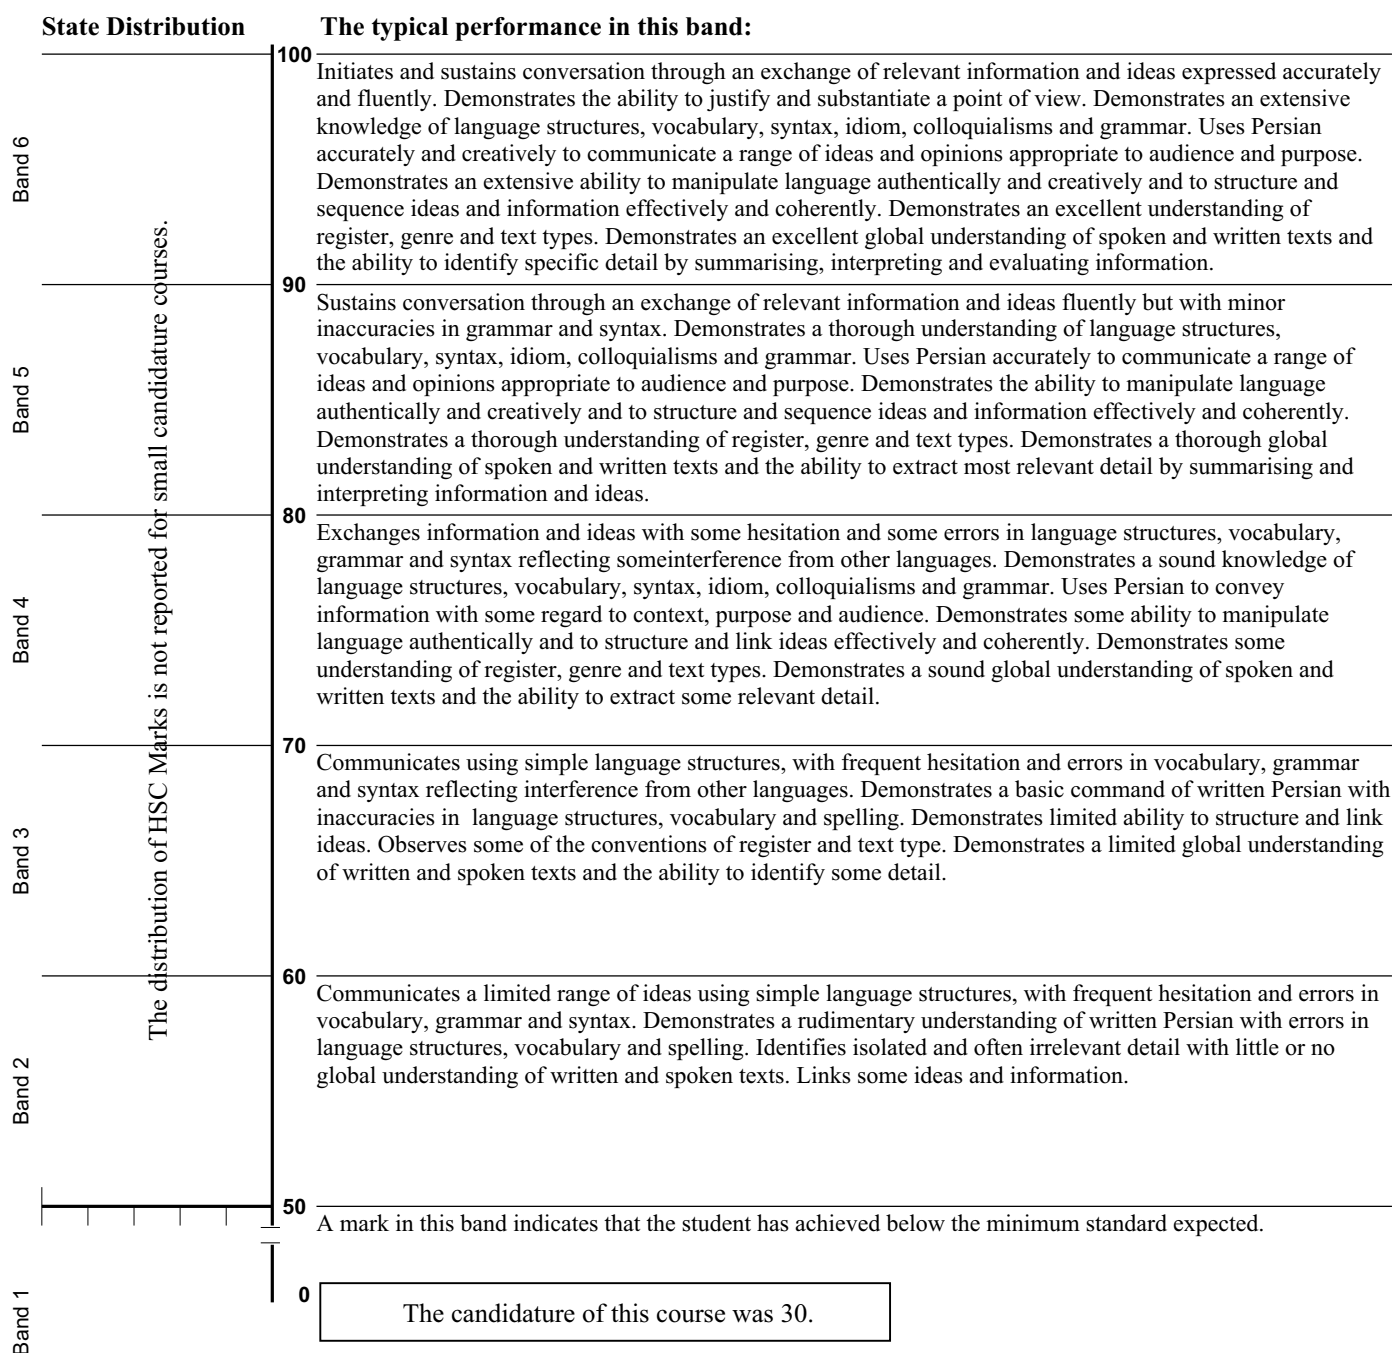 State Distribution
The typical performance in this band:
100
Band 6
Initiates and sustains conversation through an exchange of relevant information and ideas expressed accurately
and fluently. Demonstrates the ability to justify and substantiate a point of view. Demonstrates an extensive
knowledge of language structures, vocabulary, syntax, idiom, colloquialisms and grammar. Uses Persian
accurately and creatively to communicate a range of ideas and opinions appropriate to audience and purpose.
Demonstrates an extensive ability to manipulate language authentically and creatively and to structure and
sequence ideas and information effectively and coherently. Demonstrates an excellent understanding of
register, genre and text types. Demonstrates an excellent global understanding of spoken and written texts and
the ability to identify specific detail by summarising, interpreting and evaluating information.
The distribution of HSC Marks is not reported for small candidature courses.
90
Band 5
Sustains conversation through an exchange of relevant information and ideas fluently but with minor
inaccuracies in grammar and syntax. Demonstrates a thorough understanding of language structures,
vocabulary, syntax, idiom, colloquialisms and grammar. Uses Persian accurately to communicate a range of
ideas and opinions appropriate to audience and purpose. Demonstrates the ability to manipulate language
authentically and creatively and to structure and sequence ideas and information effectively and coherently.
Demonstrates a thorough understanding of register, genre and text types. Demonstrates a thorough global
understanding of spoken and written texts and the ability to extract most relevant detail by summarising and
interpreting information and ideas.
80
Band 4
Exchanges information and ideas with some hesitation and some errors in language structures, vocabulary,
grammar and syntax reflecting someinterference from other languages. Demonstrates a sound knowledge of
language structures, vocabulary, syntax, idiom, colloquialisms and grammar. Uses Persian to convey
information with some regard to context, purpose and audience. Demonstrates some ability to manipulate
language authentically and to structure and link ideas effectively and coherently. Demonstrates some
understanding of register, genre and text types. Demonstrates a sound global understanding of spoken and
written texts and the ability to extract some relevant detail.
70
Band 3
Communicates using simple language structures, with frequent hesitation and errors in vocabulary, grammar
and syntax reflecting interference from other languages. Demonstrates a basic command of written Persian with
inaccuracies in language structures, vocabulary and spelling. Demonstrates limited ability to structure and link
ideas. Observes some of the conventions of register and text type. Demonstrates a limited global understanding
of written and spoken texts and the ability to identify some detail.
60
Band 2
Communicates a limited range of ideas using simple language structures, with frequent hesitation and errors in
vocabulary, grammar and syntax. Demonstrates a rudimentary understanding of written Persian with errors in
language structures, vocabulary and spelling. Identifies isolated and often irrelevant detail with little or no
global understanding of written and spoken texts. Links some ideas and information.
50
A mark in this band indicates that the student has achieved below the minimum standard expected.
Band 1
0
The candidature of this course was 30.